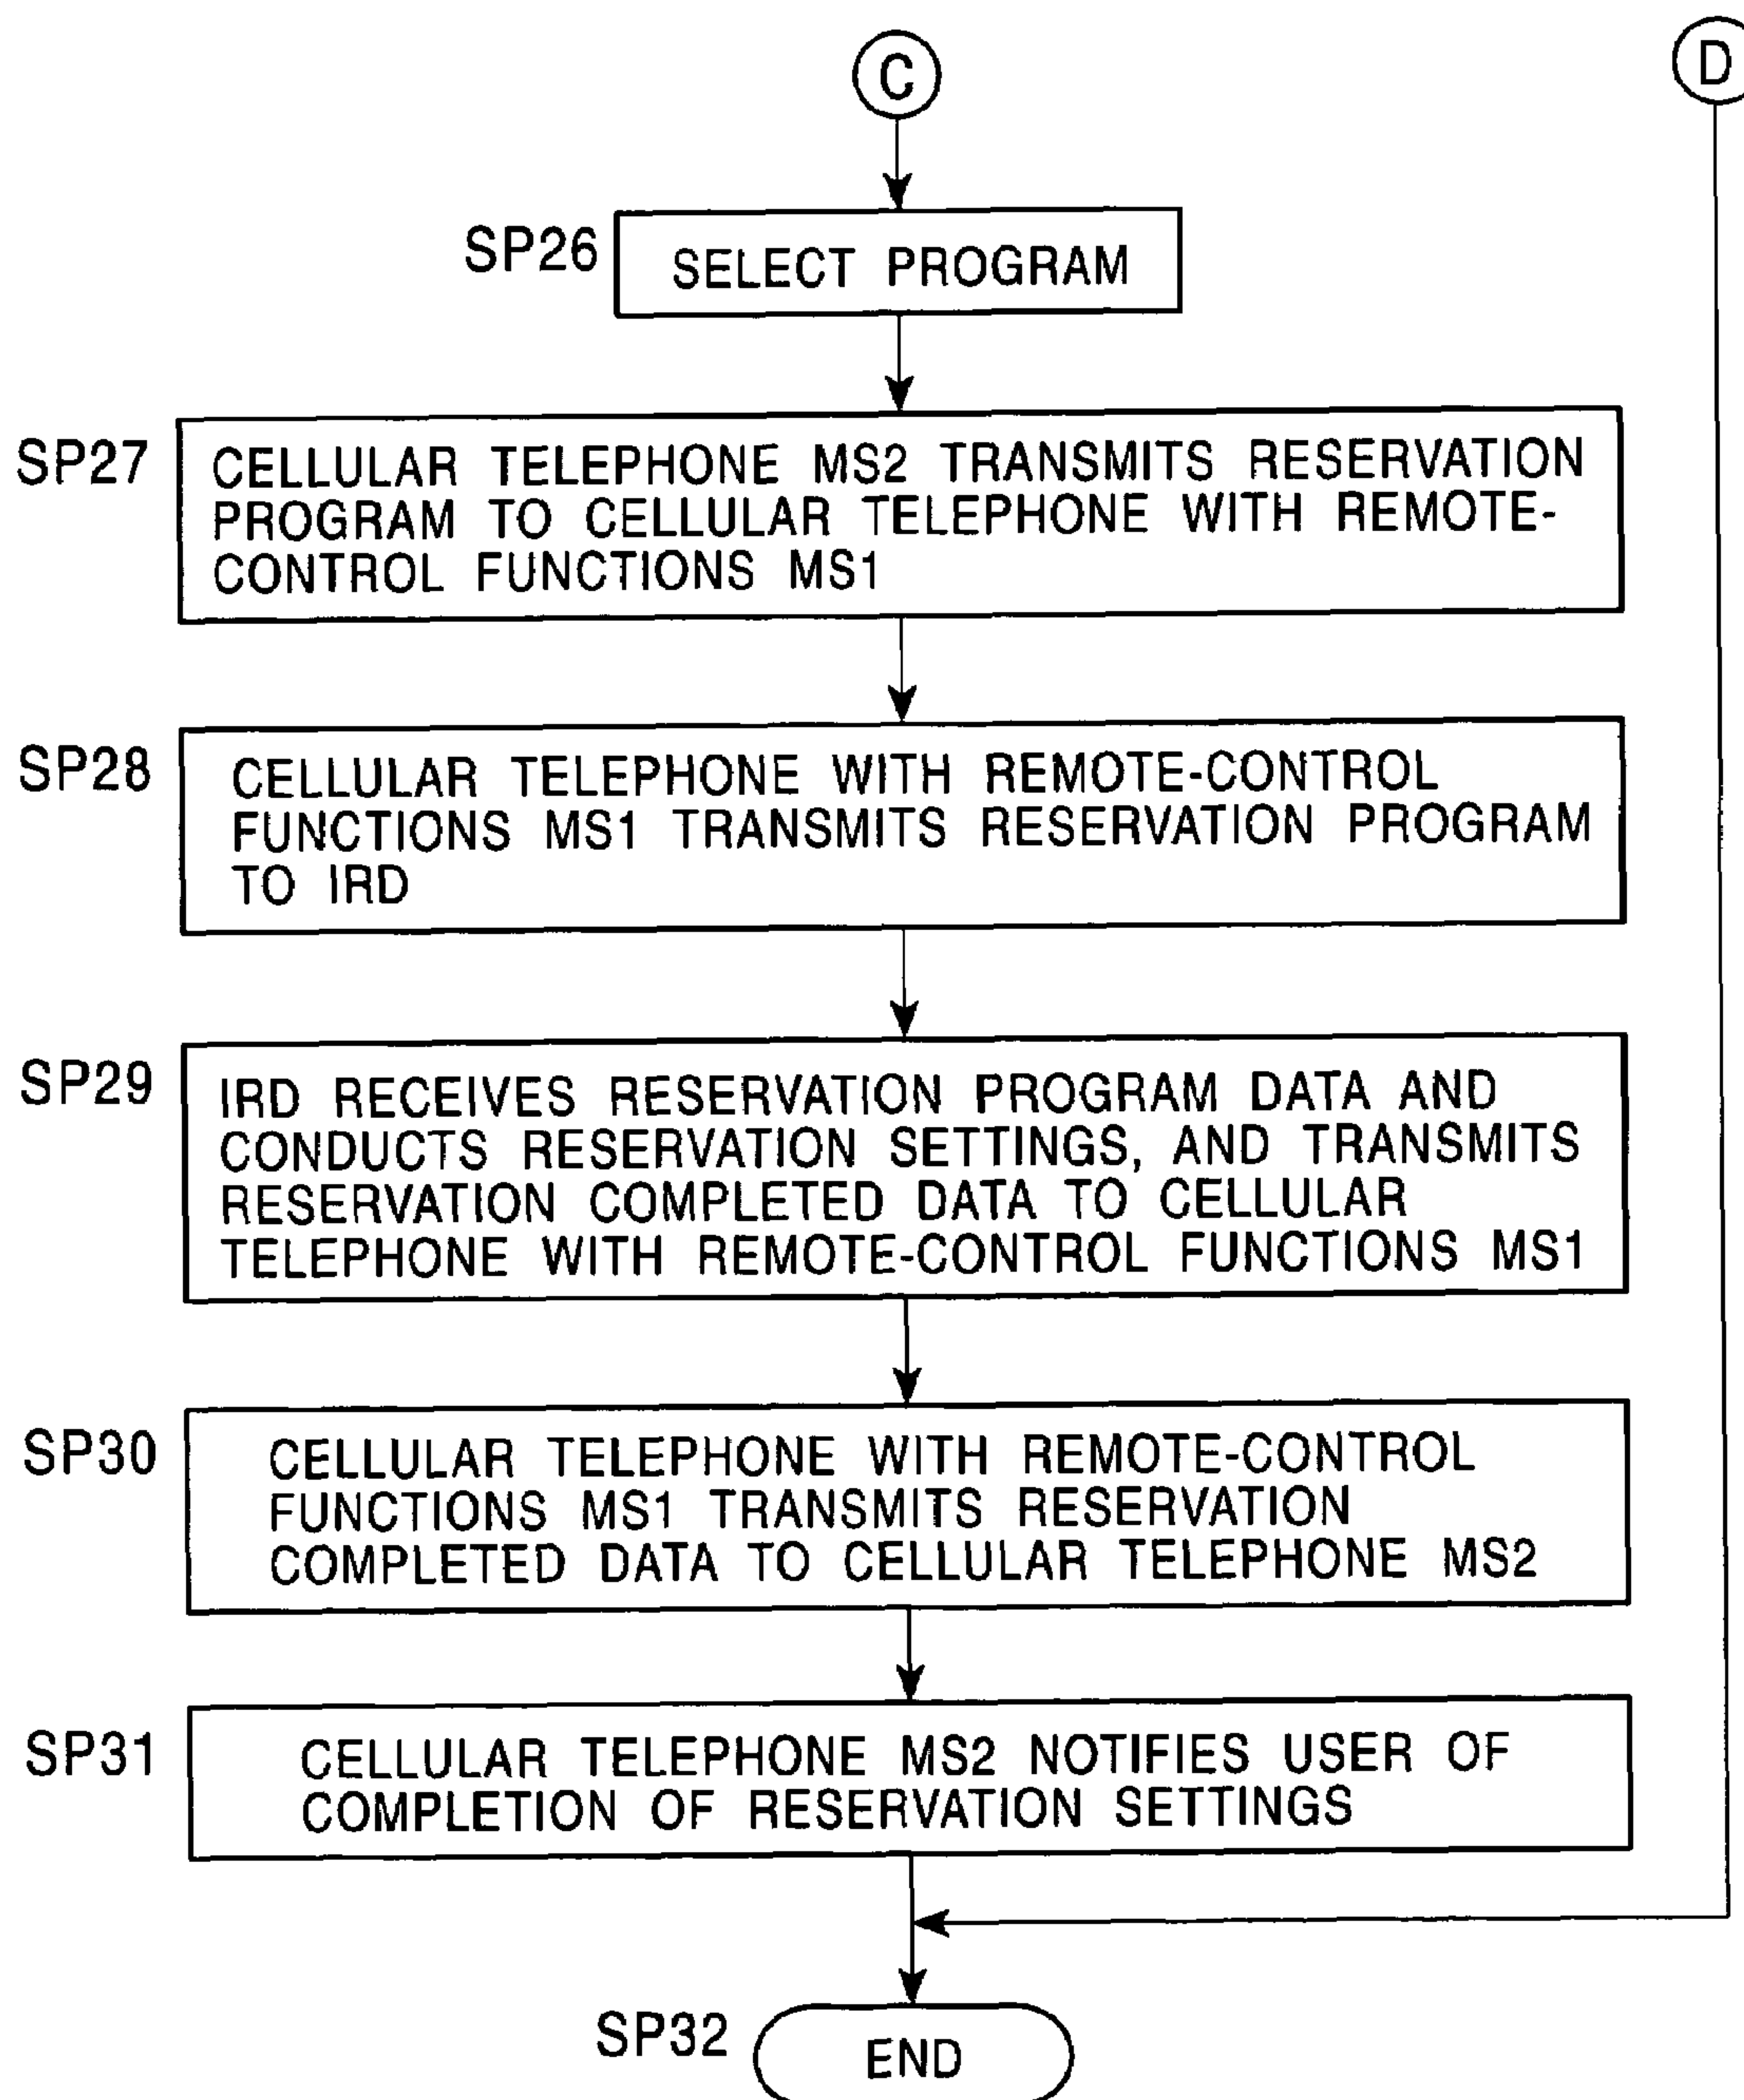 C
D
SP26
SELECT PROGRAM
SP27
CELLULAR TELEPHONE MS2 TRANSMITS RESERVATION
PROGRAM TO CELLULAR TELEPHONE WITH REMOTE-
CONTROL FUNCTIONS MS1
SP28
CELLULAR TELEPHONE WITH REMOTE-CONTROL
FUNCTIONS MS1 TRANSMITS RESERVATION PROGRAM
TO IRD
SP29
IRD RECEIVES RESERVATION PROGRAM DATA AND
CONDUCTS RESERVATION SETTINGS, AND TRANSMITS
RESERVATION COMPLETED DATA TO CELLULAR
TELEPHONE WITH REMOTE-CONTROL FUNCTIONS MS1
SP30
CELLULAR TELEPHONE WITH REMOTE-CONTROL
FUNCTIONS MS1 TRANSMITS RESERVATION
COMPLETED DATA TO CELLULAR TELEPHONE MS2
SP31
CELLULAR TELEPHONE MS2 NOTIFIES USER OF
COMPLETION OF RESERVATION SETTINGS
SP32
END